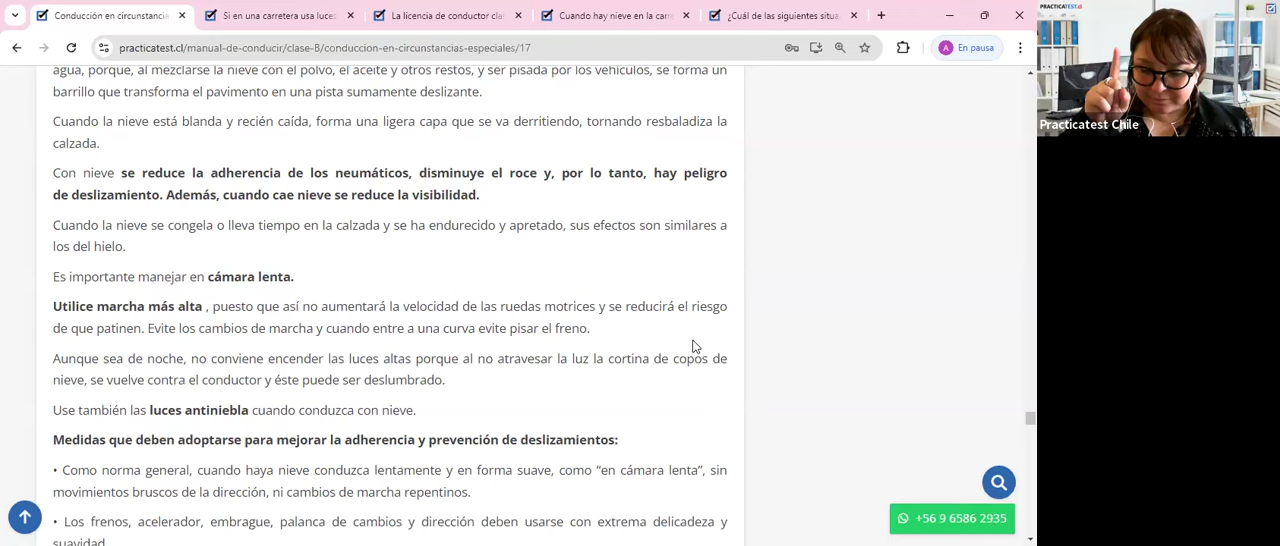 Conducción en circunstancia
Si en una carretera usa luces
La licencia de conductor cla
Cuando hay nieve en la carre
¿Cuál de las siguientes situa
practicatest.cl/manual-de-conducir/clase-B/conduccion-en-circunstancias-especiales/17
A En pausa
PRACTICATEST.CL
Practicatest Chile
agua, porque, al mezclarse la nieve con el polvo, el aceite y otros restos, y ser pisada por los vehículos, se forma un
barrillo que transforma el pavimento en una pista sumamente deslizante.
Cuando la nieve está blanda y recién caída, forma una ligera capa que se va derritiendo, tornando resbaladiza la
calzada.
Con nieve se reduce la adherencia de los neumáticos, disminuye el roce y, por lo tanto, hay peligro
de deslizamiento. Además, cuando cae nieve se reduce la visibilidad.
Cuando la nieve se congela o lleva tiempo en la calzada y se ha endurecido y apretado, sus efectos son similares a
los del hielo.
Es importante manejar en cámara lenta.
Utilice marcha más alta , puesto que así no aumentará la velocidad de las ruedas motrices y se reducirá el riesgo
de que patinen. Evite los cambios de marcha y cuando entre a una curva evite pisar el freno.
Aunque sea de noche, no conviene encender las luces altas porque al no atravesar la luz la cortina de copos de
nieve, se vuelve contra el conductor y éste puede ser deslumbrado.
Use también las luces antiniebla cuando conduzca con nieve.
Medidas que deben adoptarse para mejorar la adherencia y prevención de deslizamientos:
• Como norma general, cuando haya nieve conduzca lentamente y en forma suave, como “en cámara lenta”, sin
movimientos bruscos de la dirección, ni cambios de marcha repentinos.
• Los frenos, acelerador, embrague, palanca de cambios y dirección deben usarse con extrema delicadeza y
suavidad.
+56 9 6586 2935